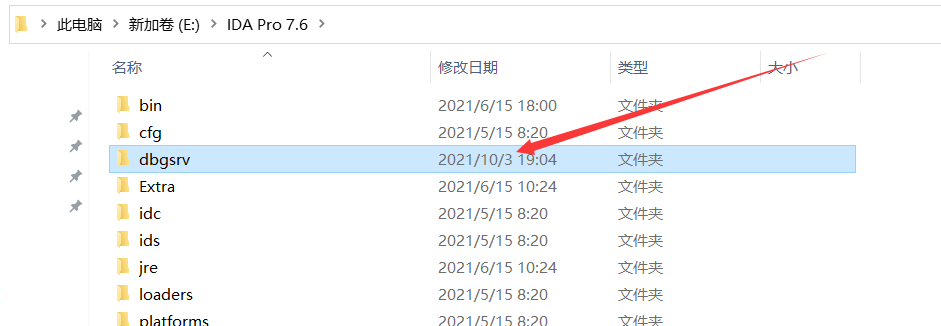 此电脑 新加卷 (E:) IDA Pro 7.6
名称 修改日期 类型 大小
bin 2021/6/15 18:00 文件夹
cfg 2021/5/15 8:20 文件夹
dbgsrv 2021/10/3 19:04 文件夹
Extra 2021/6/15 10:24 文件夹
idc 2021/5/15 8:20 文件夹
ids 2021/5/15 8:20 文件夹
jre 2021/6/15 10:24 文件夹
loaders 2021/5/15 8:20 文件夹
platforms 2021/5/15 8:20 文件夹